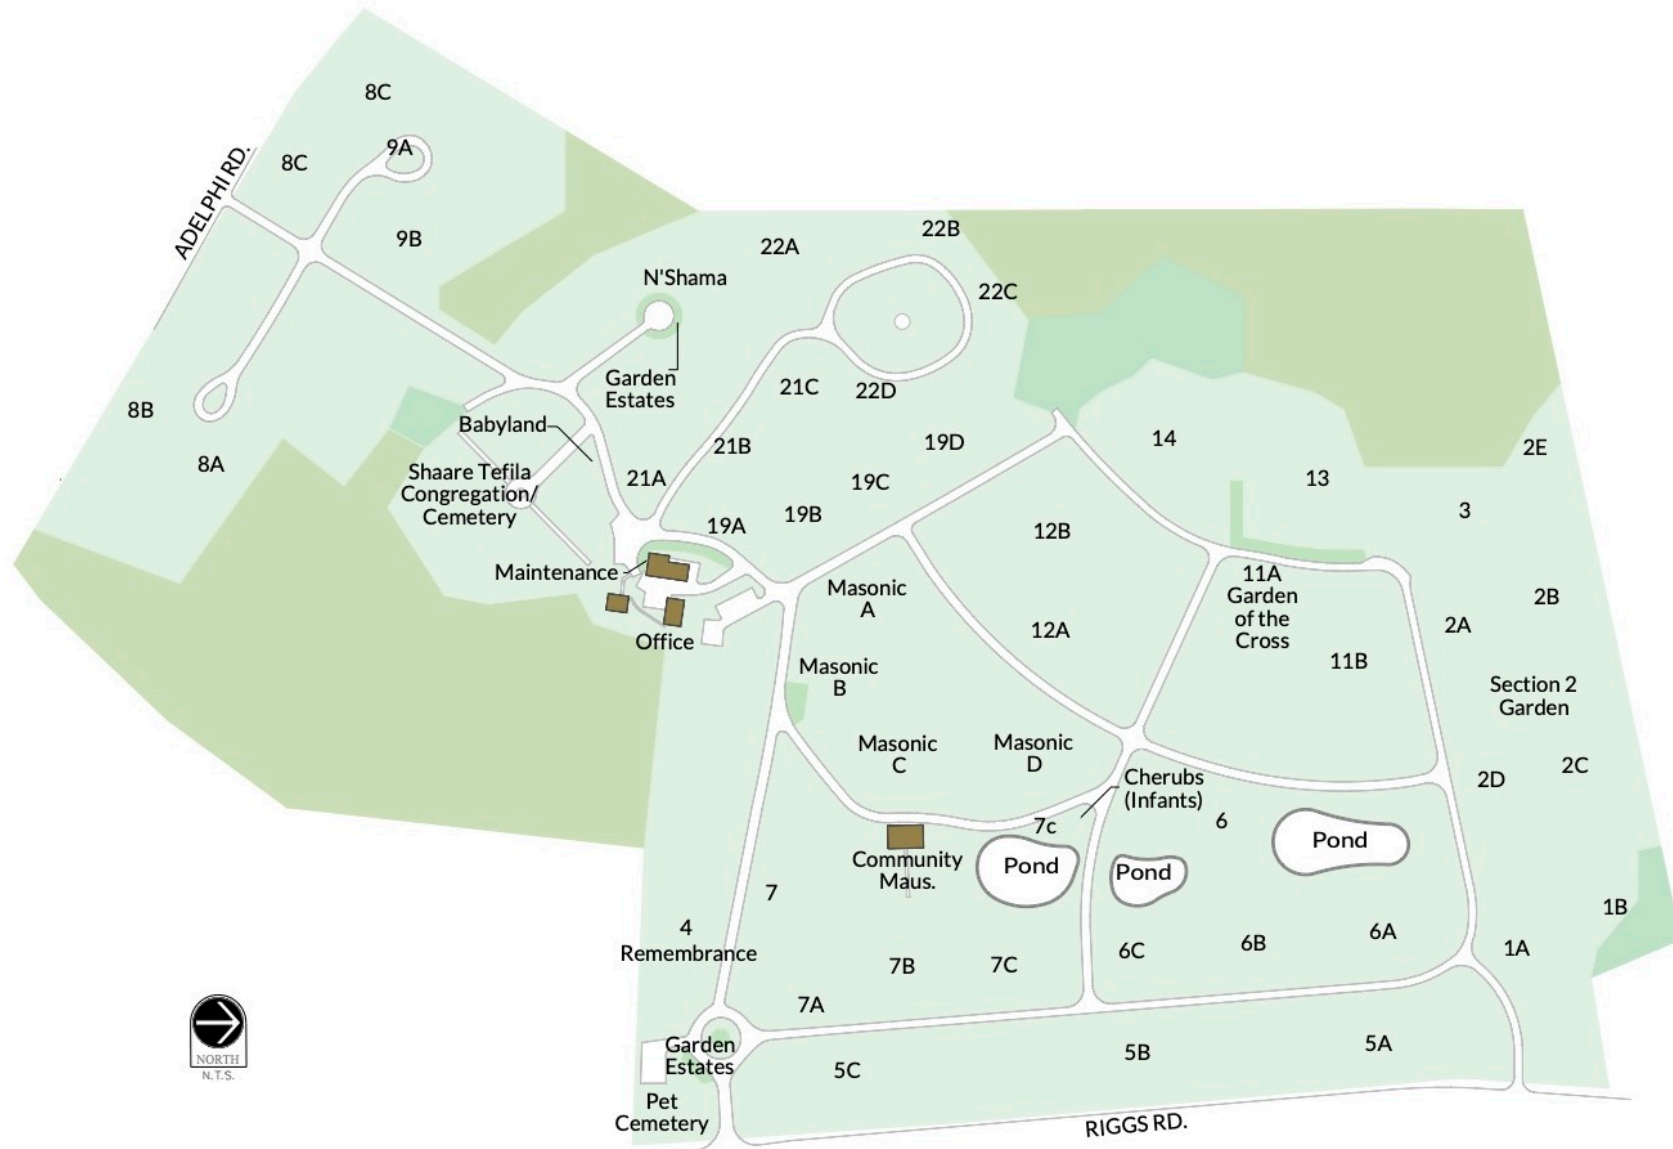 8C
9A
8C
ADELPHI RD.
9B
22B
22A
N'Shama
22C
Garden
Estates
21C
22D
8B
Babyland
21B
19D
14
2E
8A
Shaare Tefila
Congregation/
Cemetery
21A
19C
13
3
19B
19A
12B
Maintenance
Masonic
A
11A
Garden
of the
Cross
2B
2A
12A
Office
11B
Masonic
B
Section 2
Garden
Masonic
C
Masonic
D
Cherubs
(Infants)
2D
2C
7c
6
Pond
Pond
Pond
Community
Maus.
7
1B
4
Remembrance
6A
6B
6C
1A
7B
7C
7A
NORTH
N.T.S.
Garden
Estates
5A
5B
5C
Pet
Cemetery
RIGGS RD.